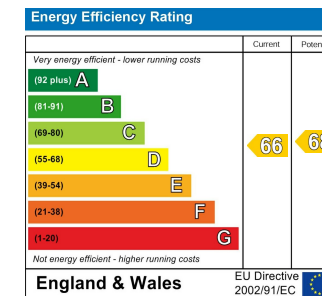 Energy Efficiency Rating
Current
Very energy efficient - lower running costs
(92 plus) A
(81-91) B
(69-80) C
(55-68) D
66
(39-54) E
(21-38) F
(1-20) G
Not energy efficient - higher running costs
England & Wales
EU Directive
2002/91/EC